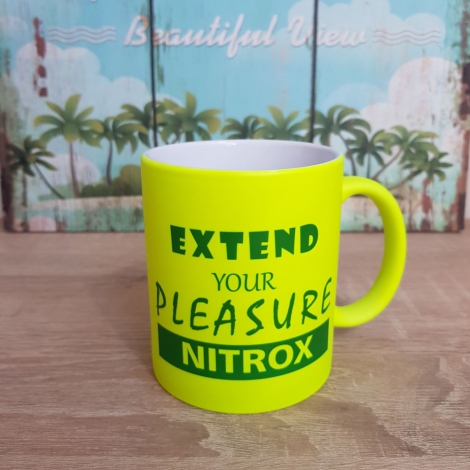 Beautiful View
EXTEND
YOUR
PLEASURE
NITROX